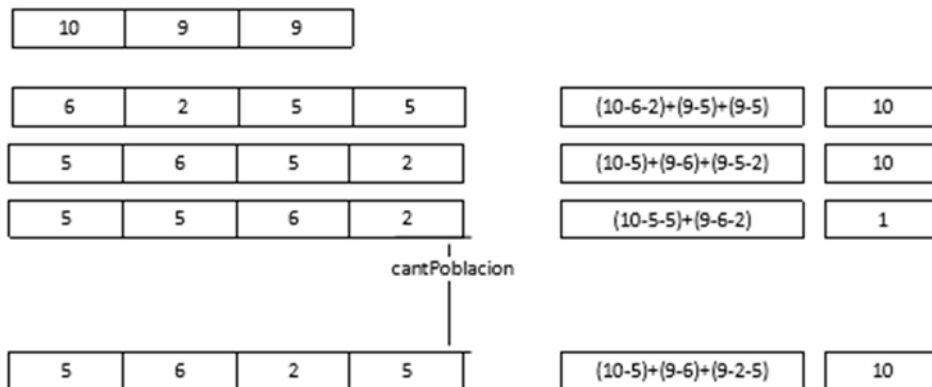 10 9 9
6 2 5 5 (10-6-2)+(9-5)+(9-5) 10
5 6 5 2 (10-5)+(9-6)+(9-5-2) 10
5 5 6 2 (10-5-5)+(9-6-2) 1
cantPoblacion
5 6 2 5 (10-5)+(9-6)+(9-2-5) 10